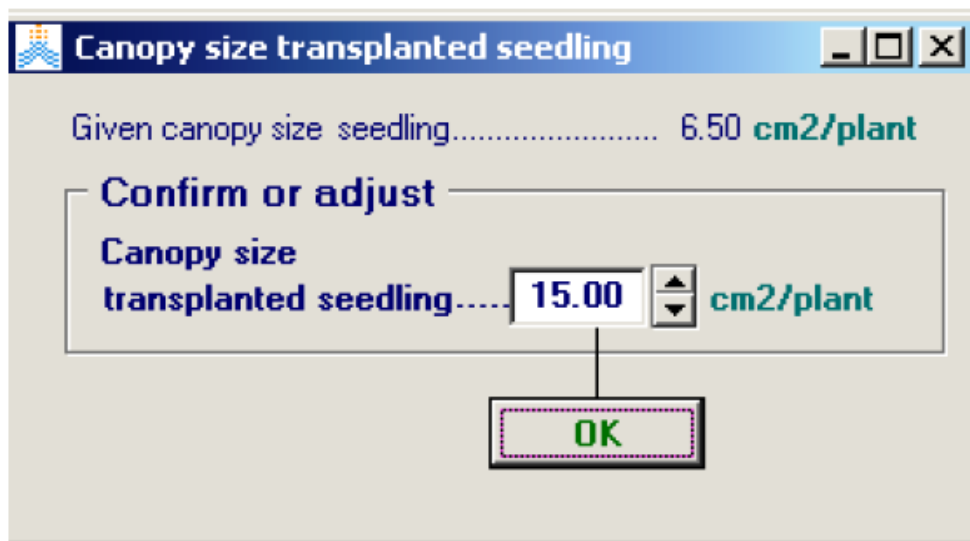 Canopy size transplanted seedling
Given canopy size seedling....................... 6.50 cm2/plant
Confirm or adjust
Canopy size
transplanted seedling..... 15.00 cm2/plant
OK